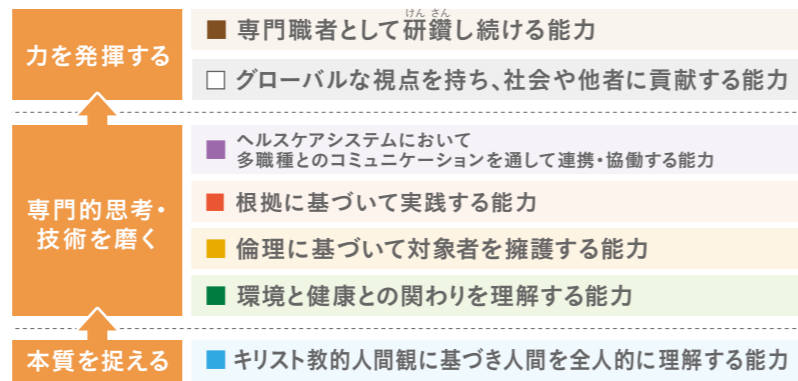 力を発揮する
けん さん
専門職者として研鑽し続ける能力
グローバルな視点を持ち、社会や他者に貢献する能力
専門的思考・
技術を磨く
ヘルスケアシステムにおいて
多職種とのコミュニケーションを通して連携・協働する能力
根拠に基づいて実践する能力
倫理に基づいて対象者を擁護する能力
環境と健康との関わりを理解する能力
本質を捉える
キリスト教的人間観に基づき人間を全人的に理解する能力